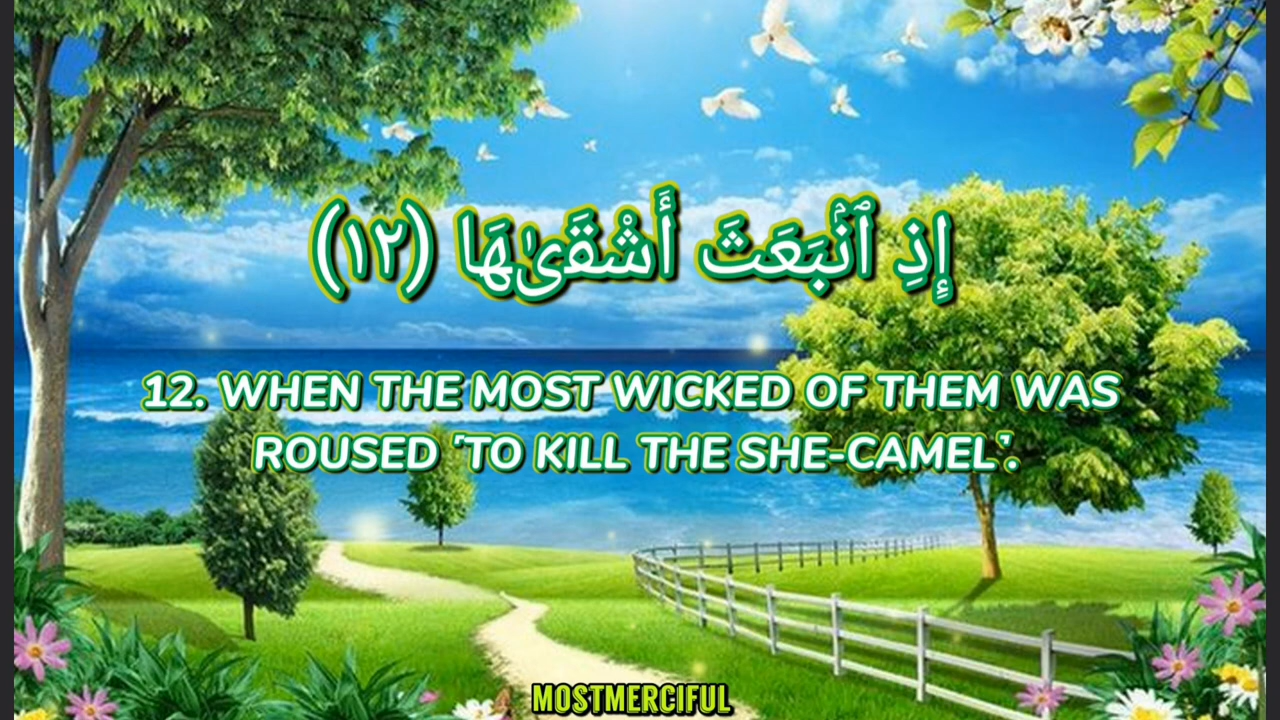 إِذِ ٱنۢبَعَثَ أَشْقَىٰهَا (١٢)
12. WHEN THE MOST WICKED OF THEM WAS
ROUSED ˹TO KILL THE SHE-CAMEL˺.
MOSTMERCIFUL